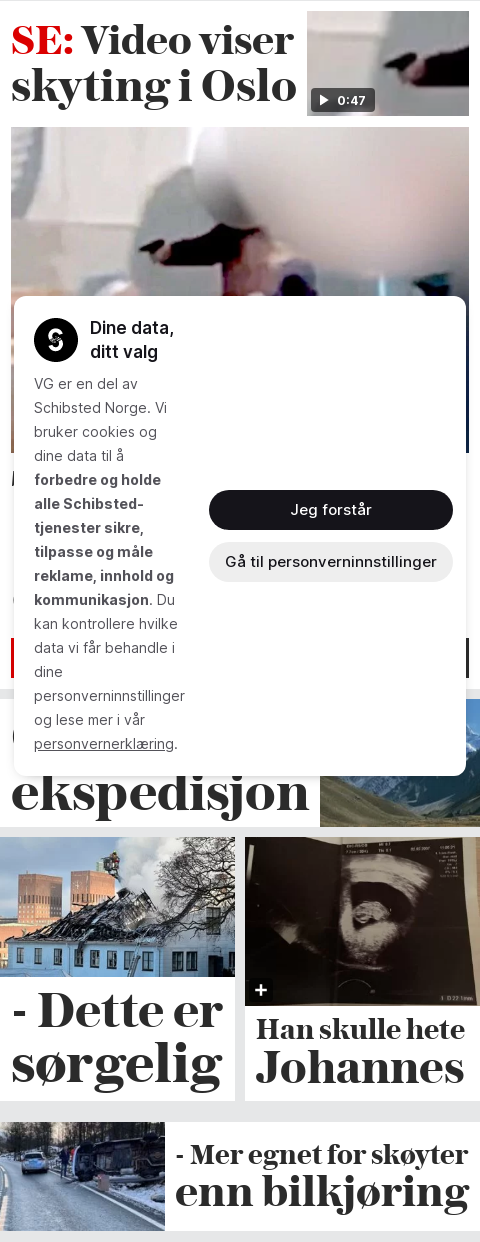 SE: Video viser
skyting i Oslo
0:47
Dine data,
ditt valg
VG er en del av
Schibsted Norge. Vi
bruker cookies og
dine data til å
forbedre og holde
alle Schibsted-
tjenester sikre,
tilpasse og måle
reklame, innhold og
kommunikasjon. Du
kan kontrollere hvilke
data vi får behandle i
dine
personverninnstillinger
og lese mer i vår
personvernerklæring.
Jeg forstår
Gå til personverninnstillinger
ekspedisjon
- Dette er
sørgelig
Han skulle hete
Johannes
- Mer egnet for skøyter
enn bilkjøring